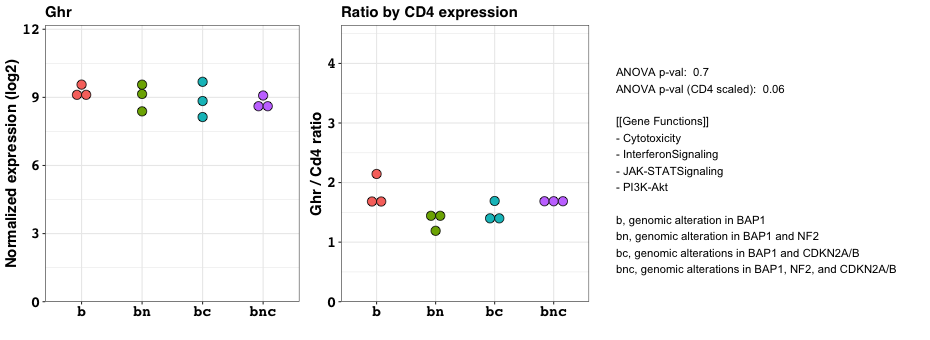 Ghr
Normalized expression (log2)
12
9
6
3
0
b bn bc bnc
Ratio by CD4 expression
Ghr / Cd4 ratio
4
3
2
1
0
b bn bc bnc
ANOVA p-val:  0.7
ANOVA p-val (CD4 scaled):  0.06
[[Gene Functions]]
- Cytotoxicity
- InterferonSignaling
- JAK-STATSignaling
- PI3K-Akt
b, genomic alteration in BAP1
bn, genomic alteration in BAP1 and NF2
bc, genomic alterations in BAP1 and CDKN2A/B
bnc, genomic alterations in BAP1, NF2, and CDKN2A/B